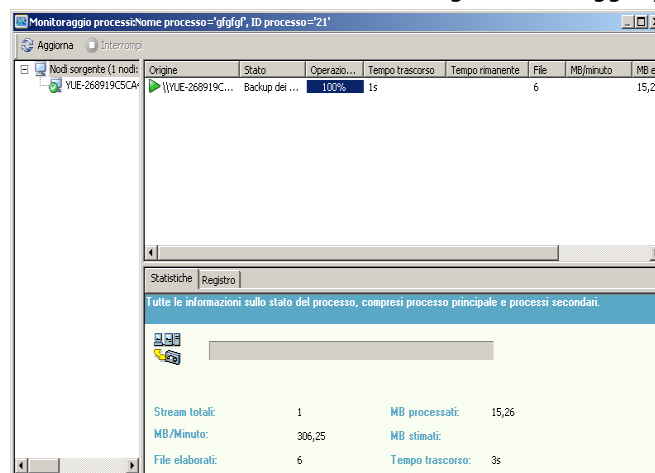 Monitoraggio processi:Nome processo='gfgfgf', ID processo='21'
Aggiorna Interrompi
Nodi sorgente (1 nodi:
YUE-268919C5CA
Origine Stato Operazio... Tempo trascorso Tempo rimanente File MB/minuto MB e
\\YUE-268919C... Backup dei ... 100% 1s 6 15,2
Statistiche Registro
Tutte le informazioni sullo stato del processo, compresi processo principale e processi secondari.
Stream totali: 1 MB processati: 15,26
MB/Minuto: 306,25 MB stimati:
File elaborati: 6 Tempo trascorso: 3s